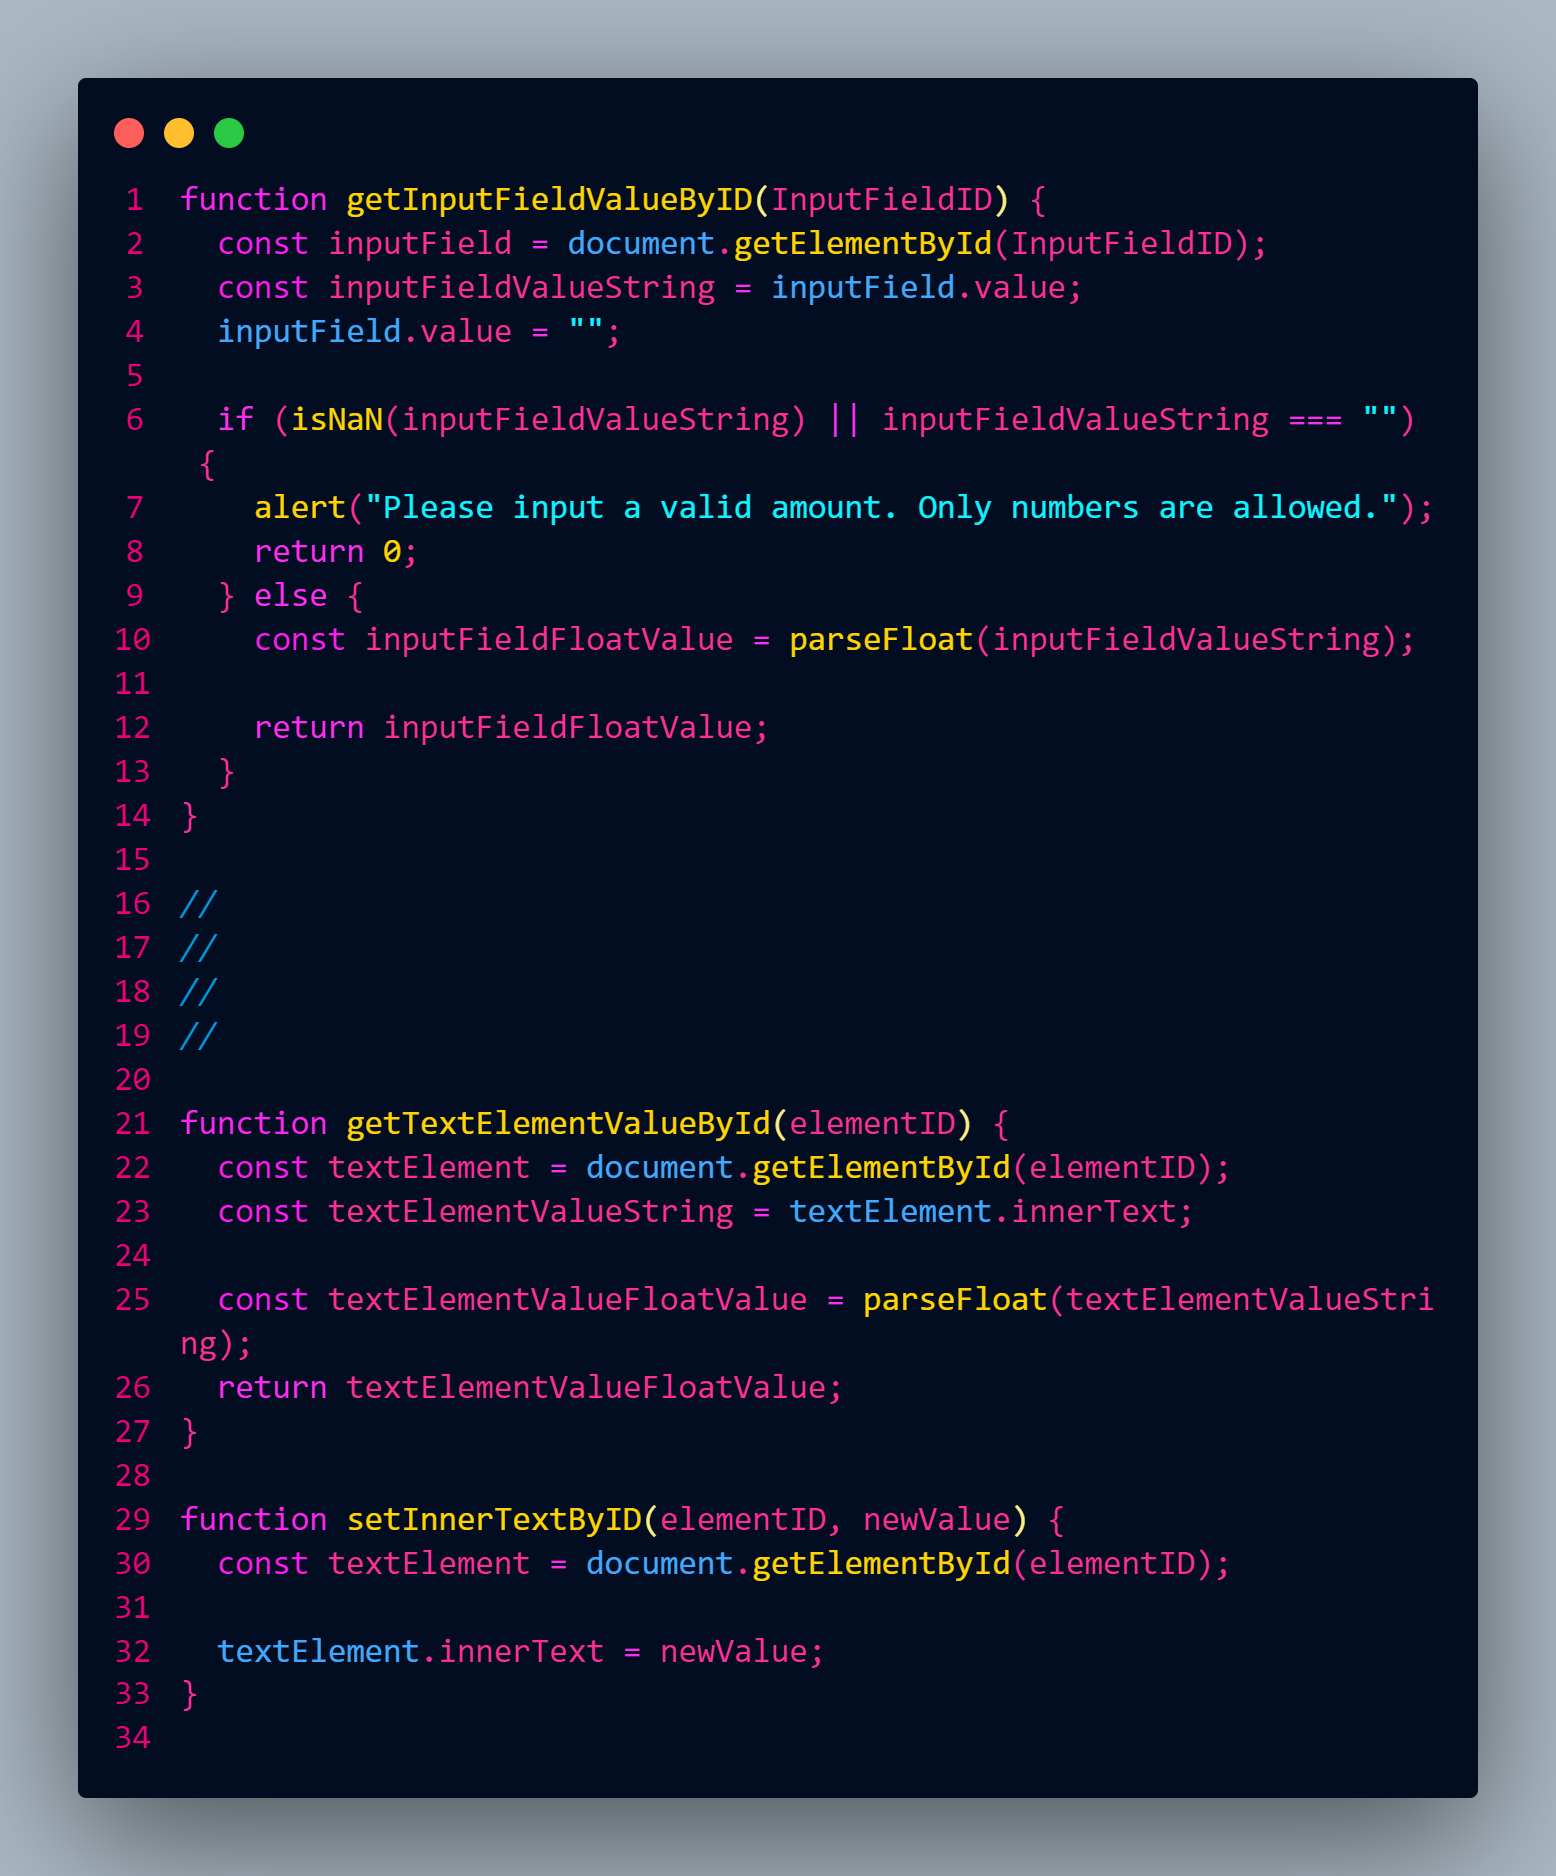 1 function getInputFieldValueByID(InputFieldID) {
2   const inputField = document.getElementById(InputFieldID);
3   const inputFieldValueString = inputField.value;
4   inputField.value = "";
5
6   if (isNaN(inputFieldValueString) || inputFieldValueString === "")
 {
7     alert("Please input a valid amount. Only numbers are allowed.");
8     return 0;
9   } else {
10     const inputFieldFloatValue = parseFloat(inputFieldValueString);
11
12     return inputFieldFloatValue;
13   }
14 }
15
16 //
17 //
18 //
19 //
20
21 function getTextElementValueById(elementID) {
22   const textElement = document.getElementById(elementID);
23   const textElementValueString = textElement.innerText;
24
25   const textElementValueFloatValue = parseFloat(textElementValueStri
ng);
26   return textElementValueFloatValue;
27 }
28
29 function setInnerTextByID(elementID, newValue) {
30   const textElement = document.getElementById(elementID);
31
32   textElement.innerText = newValue;
33 }
34